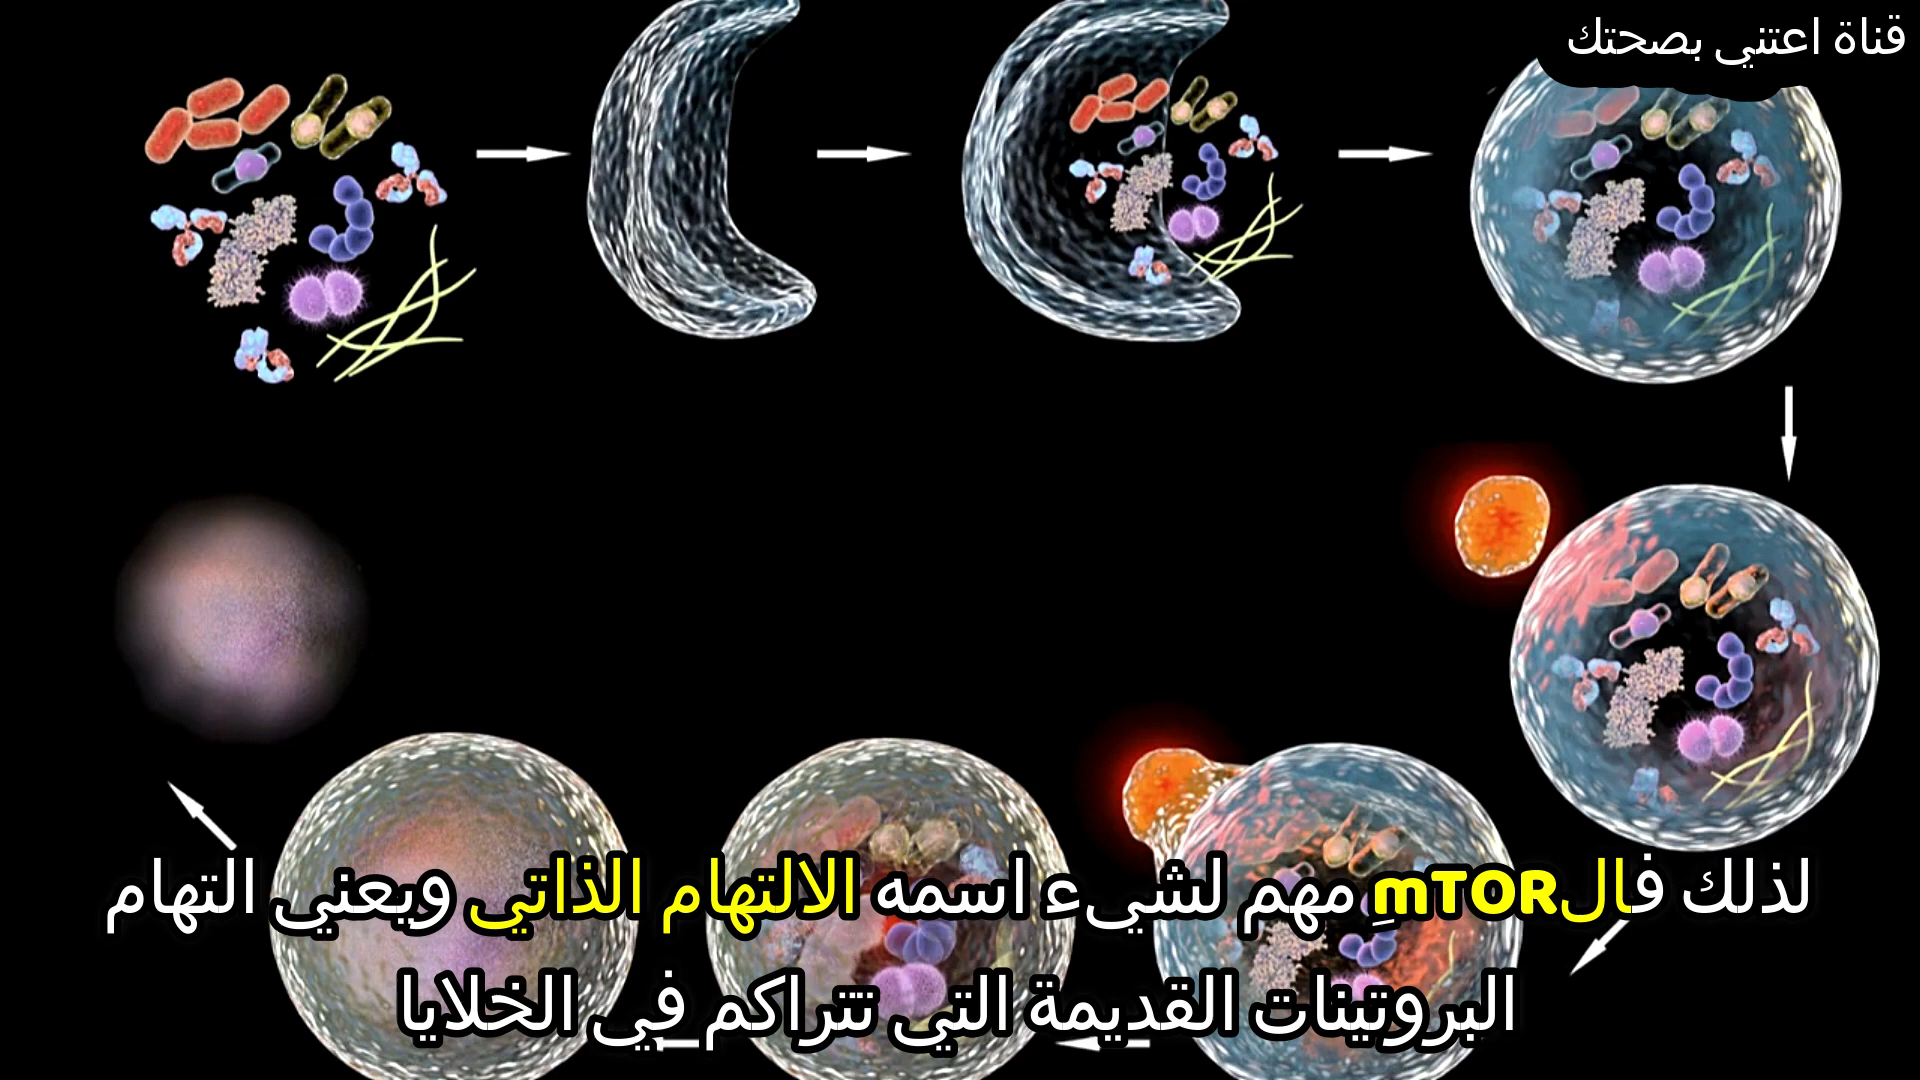 قناة اعتني بصحتك
لذلك فالmTOR مهم لشيء اسمه الالتهام الذاتي ويعني التهام
البروتينات القديمة التي تتراكم في الخلايا